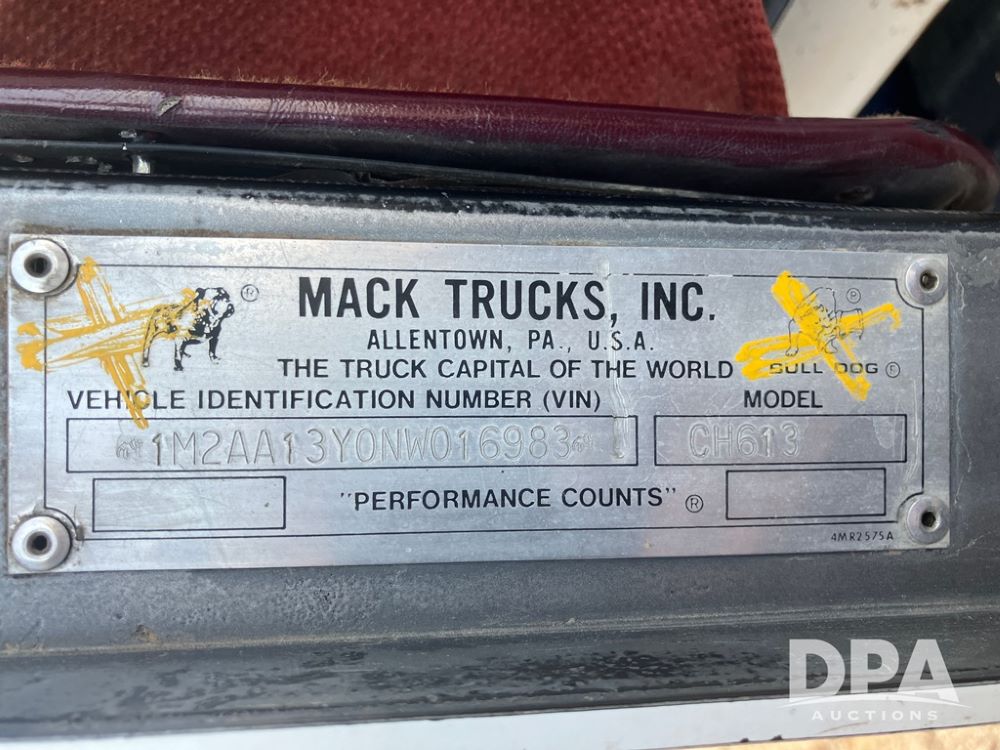 ® MACK TRUCKS, INC. ®
ALLENTOWN, PA., U.S.A.
THE TRUCK CAPITAL OF THE WORLD BULL DOG ®
VEHICLE IDENTIFICATION NUMBER (VIN) MODEL
1M2AA13Y0NW016983 CH613
"PERFORMANCE COUNTS" ®
4MR2575A
DPA
AUCTIONS